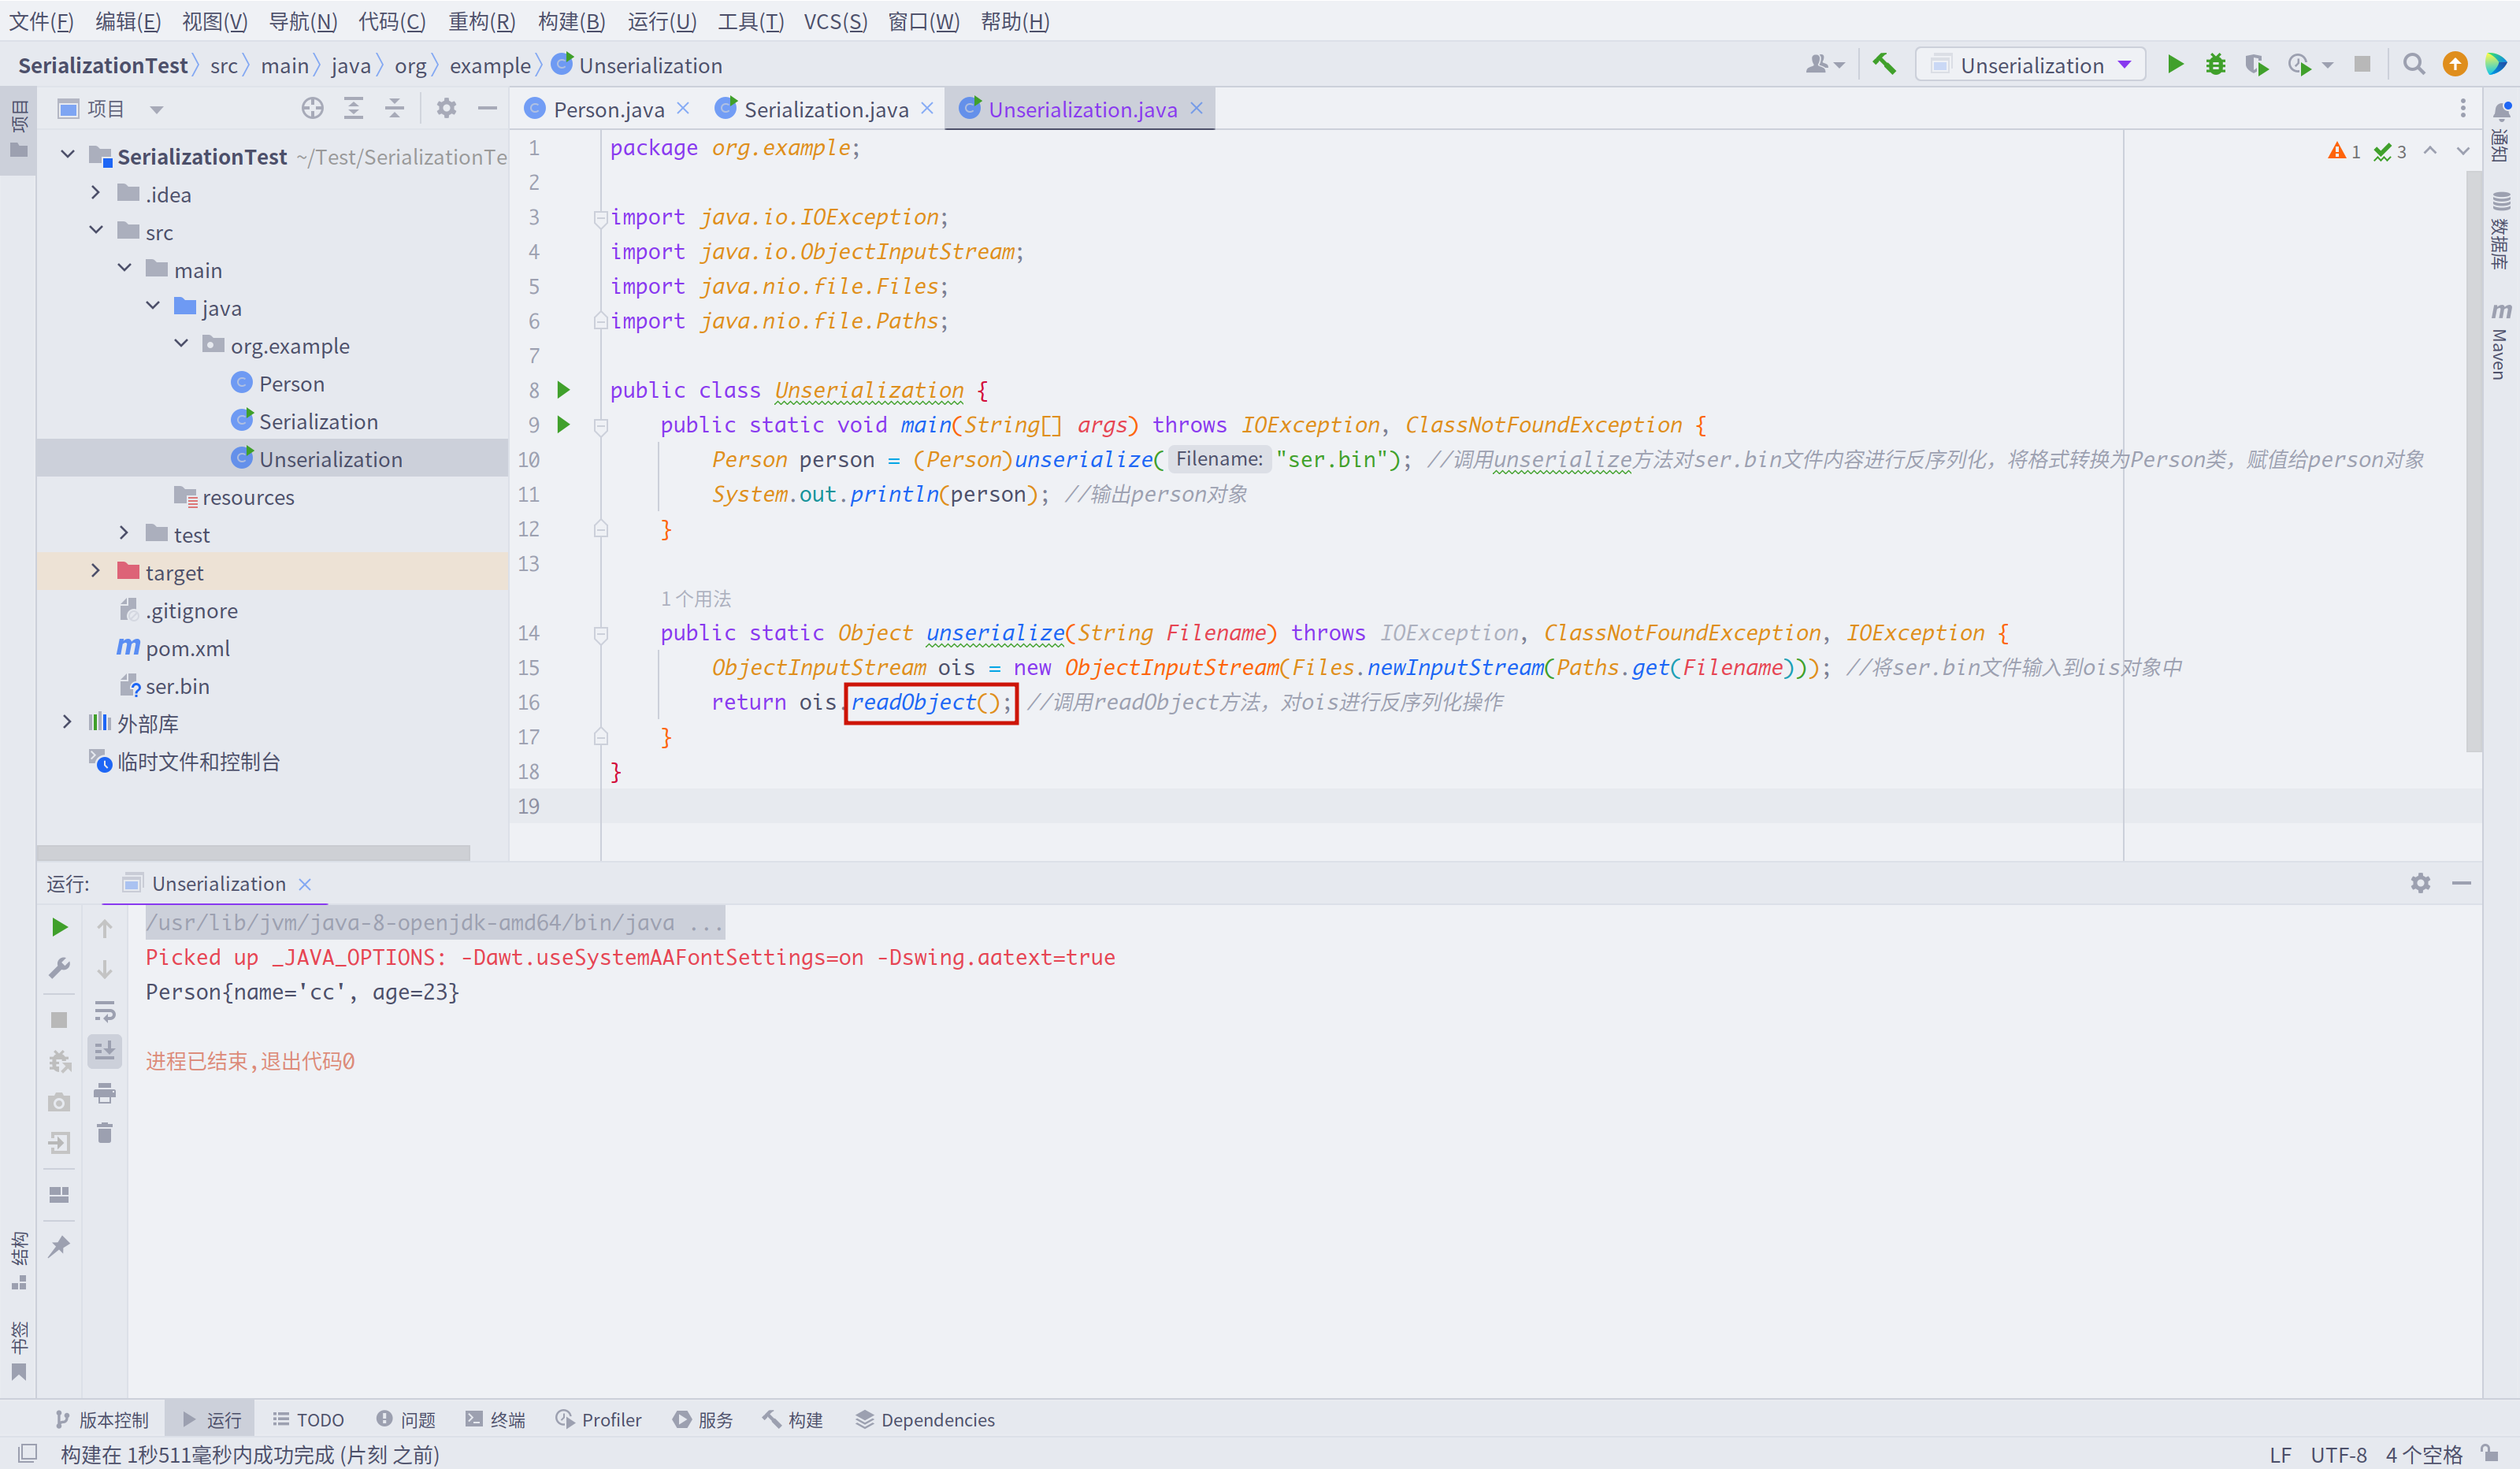 文件(F) 编辑(E) 视图(V) 导航(N) 代码(C) 重构(R) 构建(B) 运行(U) 工具(T) VCS(S) 窗口(W) 帮助(H)
SerializationTest 〉 src 〉 main 〉 java 〉 org 〉 example 〉 Unserialization
Unserialization
项目
项目
SerializationTest ~/Test/SerializationTe
.idea
src
main
java
org.example
Person
Serialization
Unserialization
resources
test
target
.gitignore
pom.xml
ser.bin
外部库
临时文件和控制台
Person.java Serialization.java Unserialization.java
1 3
1 package org.example;
2
3 import java.io.IOException;
4 import java.io.ObjectInputStream;
5 import java.nio.file.Files;
6 import java.nio.file.Paths;
7
8 public class Unserialization {
9 public static void main(String[] args) throws IOException, ClassNotFoundException {
10 Person person = (Person)unserialize( Filename: "ser.bin"); //调用unserialize方法对ser.bin文件内容进行反序列化，将格式转换为Person类，赋值给person对象
11 System.out.println(person); //输出person对象
12 }
13
1 个用法
14 public static Object unserialize(String Filename) throws IOException, ClassNotFoundException, IOException {
15 ObjectInputStream ois = new ObjectInputStream(Files.newInputStream(Paths.get(Filename))); //将ser.bin文件输入到ois对象中
16 return ois.readObject(); //调用readObject方法，对ois进行反序列化操作
17 }
18 }
19
通知
数据库
m Maven
运行: Unserialization
/usr/lib/jvm/java-8-openjdk-amd64/bin/java ...
Picked up _JAVA_OPTIONS: -Dawt.useSystemAAFontSettings=on -Dswing.aatext=true
Person{name='cc', age=23}
进程已结束,退出代码0
结构
书签
版本控制 运行 TODO 问题 终端 Profiler 服务 构建 Dependencies
构建在 1秒511毫秒内成功完成 (片刻 之前) LF UTF-8 4 个空格